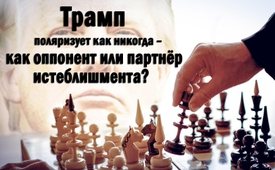 Трамп
поляризует как никогда –
как оппонент или партнёр
истеблишмента?